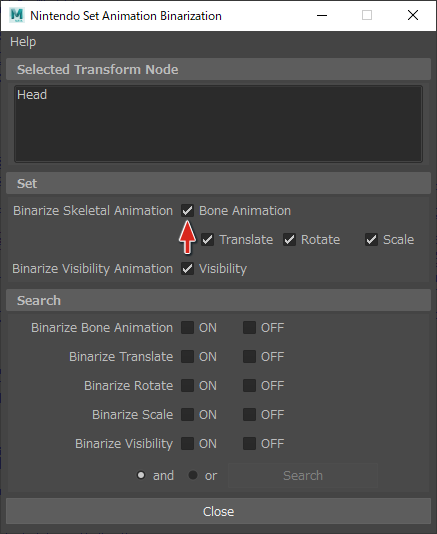 Nintendo Set Animation Binarization
Help
Selected Transform Node
Head
Set
Binarize Skeletal Animation Bone Animation
Translate Rotate Scale
Binarize Visibility Animation Visibility
Search
Binarize Bone Animation ON OFF
Binarize Translate ON OFF
Binarize Rotate ON OFF
Binarize Scale ON OFF
Binarize Visibility ON OFF
and or Search
Close